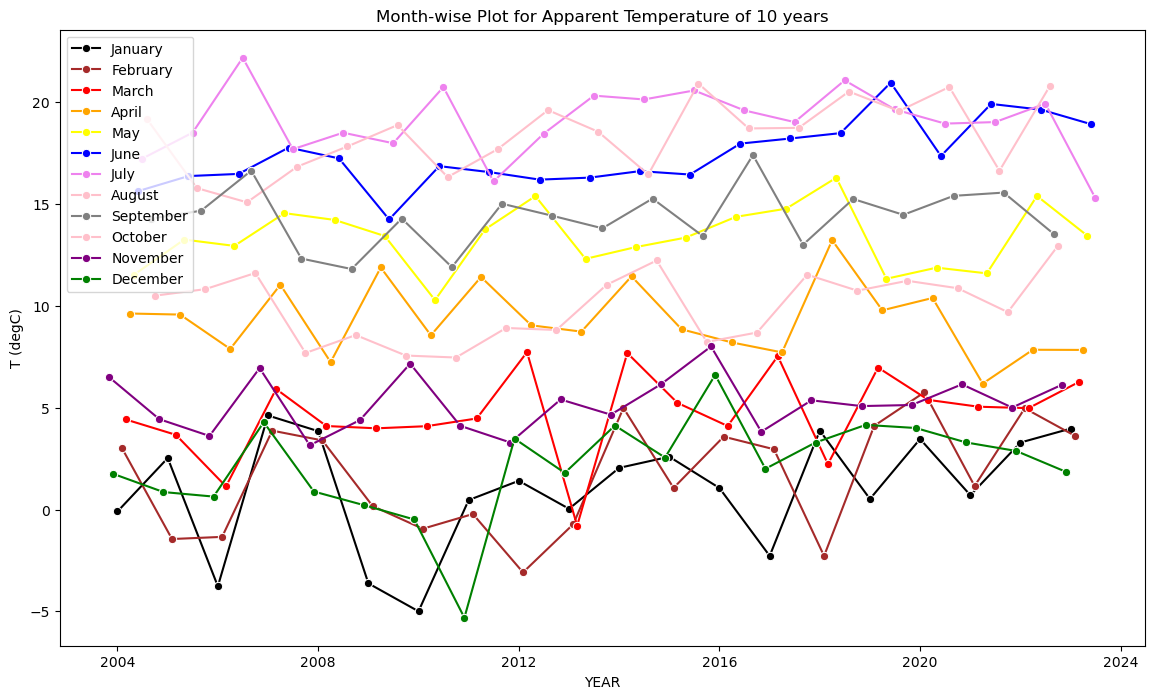 Month-wise Plot for Apparent Temperature of 10 years
January
February
March
April
May
June
July
August
September
October
November
December
T (degC)
20
15
10
5
0
−5
2004 2008 2012 2016 2020 2024
YEAR